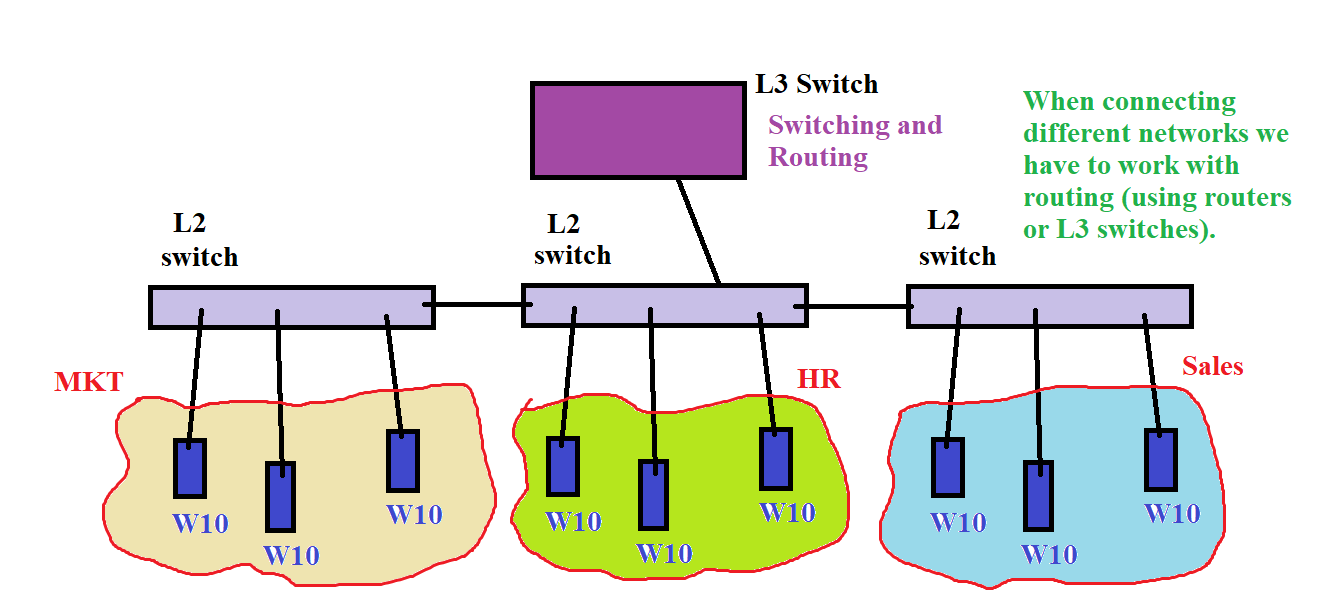 L3 Switch
Switching and
Routing
When connecting
different networks we
have to work with
routing (using routers
or L3 switches).
L2
switch
L2
switch
L2
switch
MKT
HR
Sales
W10
W10
W10
W10
W10
W10
W10
W10
W10